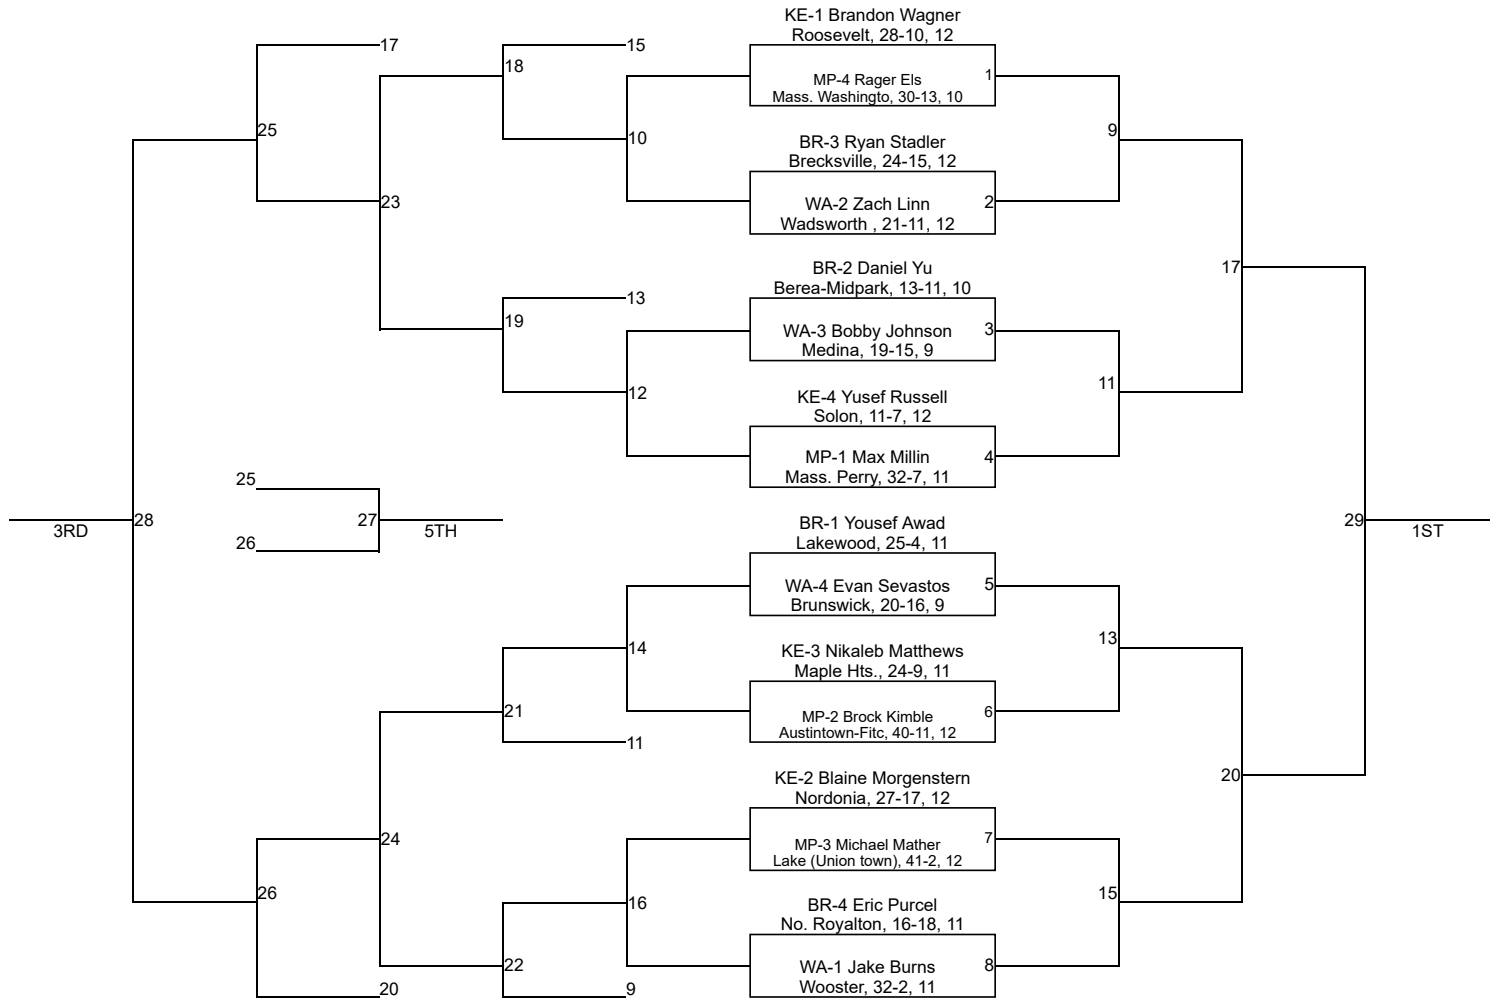 KE-1 Brandon Wagner
Roosevelt, 28-10, 12
17
15
18
MP-4 Rager Els
1
Mass. Washingto, 30-13, 10
25
10
9
BR-3 Ryan Stadler
Brecksville, 24-15, 12
23
WA-2 Zach Linn
2
Wadsworth , 21-11, 12
BR-2 Daniel Yu
17
Berea-Midpark, 13-11, 10
13
19
WA-3 Bobby Johnson
3
Medina, 19-15, 9
12
11
KE-4 Yusef Russell
Solon, 11-7, 12
MP-1 Max Millin
4
Mass. Perry, 32-7, 11
25
3RD
28
27
5TH
26
29
1ST
BR-1 Yousef Awad
Lakewood, 25-4, 11
WA-4 Evan Sevastos
5
Brunswick, 20-16, 9
14
13
KE-3 Nikaleb Matthews
Maple Hts., 24-9, 11
21
MP-2 Brock Kimble
6
Austintown-Fitc, 40-11, 12
11
KE-2 Blaine Morgenstern
20
Nordonia, 27-17, 12
24
MP-3 Michael Mather
7
Lake (Union town), 41-2, 12
26
16
15
BR-4 Eric Purcel
No. Royalton, 16-18, 11
22
WA-1 Jake Burns
8
Wooster, 32-2, 11
20
9